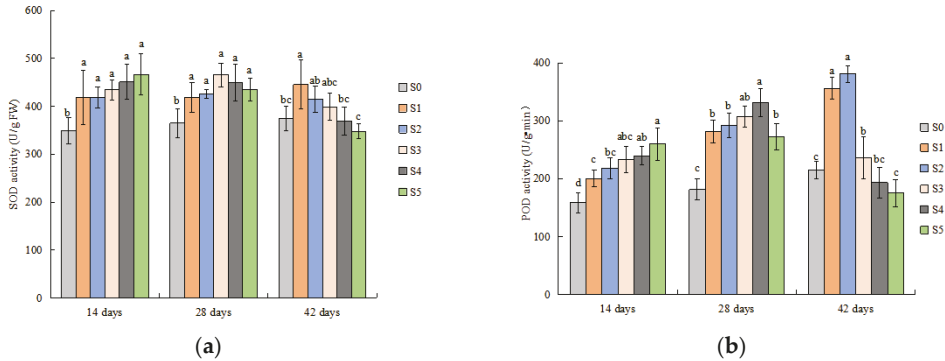 600
500
400
300
200
100
0
SOD activity (U/g FW)
b
a
a
a
a
a
b
a
a
a
a
a
bc
a
ab
abc
bc
c
14 days
28 days
42 days
S0
S1
S2
S3
S4
S5
(a)
400
300
200
100
0
POD activity (U/g min)
d
c
bc
abc
ab
a
c
b
b
ab
a
b
c
a
a
b
bc
c
14 days
28 days
42 days
S0
S1
S2
S3
S4
S5
(b)